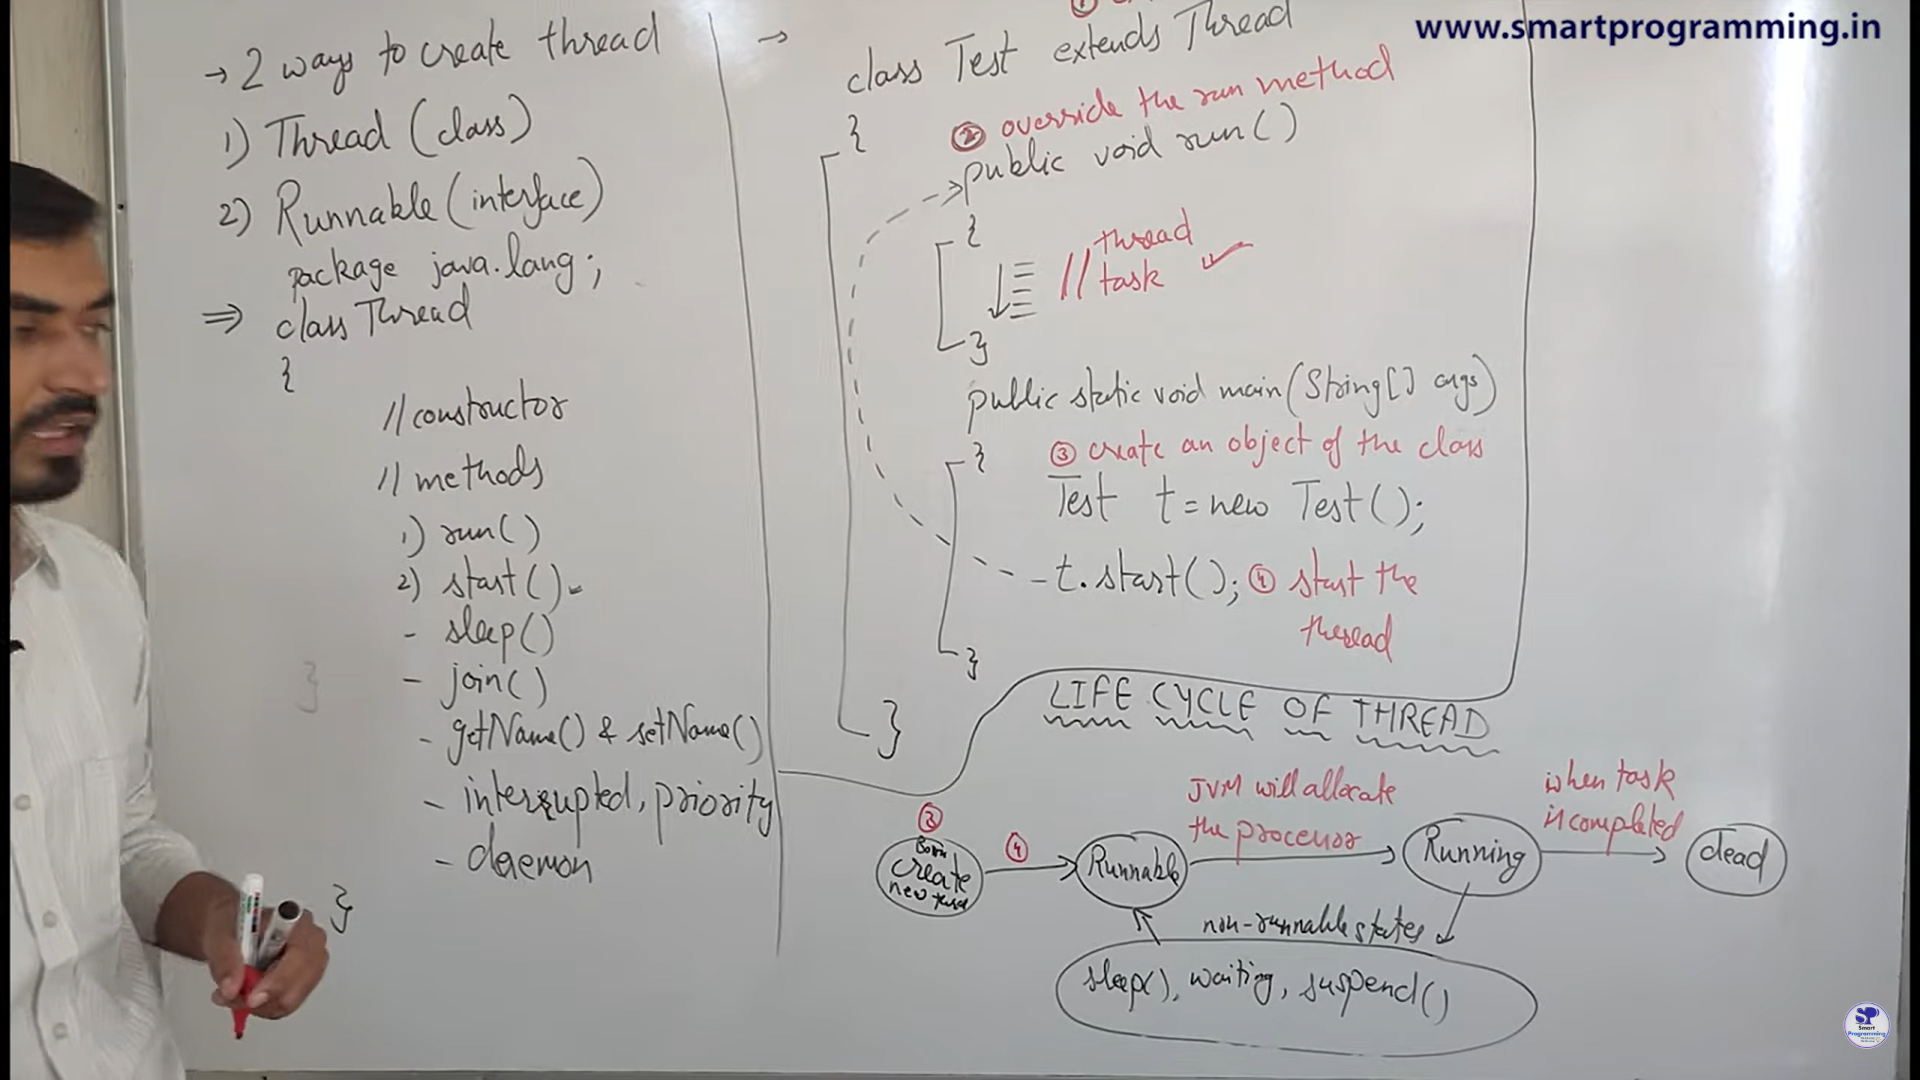 www.smartprogramming.in
→ 2 ways to create thread
1) Thread (class)
2) Runnable (interface)
package java.lang;
⇒ class Thread
{
// constructor
// methods
1) run()
2) start()
- sleep()
- join()
- getName() & setName()
- interrupted, priority
- daemon
}
}
→
①
class Test extends Thread
{
② override the run method
public void run()
{
// thread
task ✓
}
public static void main(String[] args)
{
③ create an object of the class
Test t = new Test();
t.start(); ④ start the
thread
}
}
LIFE CYCLE OF THREAD
③
Born
create
new
④
Runnable
JVM will allocate
the processor
Running
when task
is completed
dead
non-runnable states
sleep(), waiting, suspend()
SP
Smart
Programming